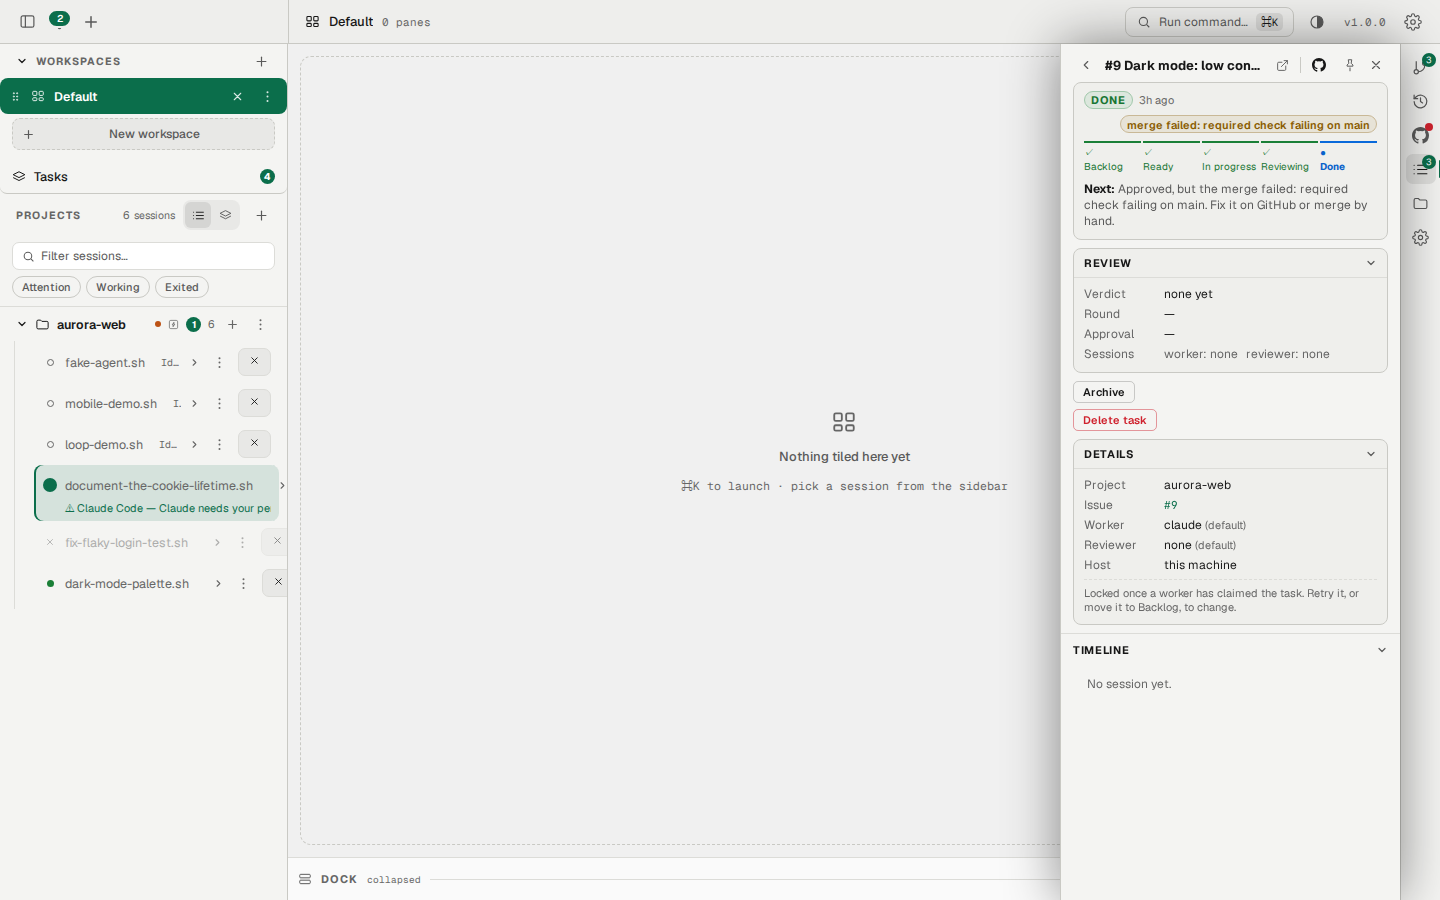 2
Default 0 panes
Run command... ⌘K
v1.0.0
WORKSPACES
Default
New workspace
Tasks 4
PROJECTS 6 sessions
Filter sessions...
Attention Working Exited
aurora-web 1 6
fake-agent.sh Id...
mobile-demo.sh I.
loop-demo.sh Id...
document-the-cookie-lifetime.sh
⚠ Claude Code — Claude needs your pe
fix-flaky-login-test.sh
dark-mode-palette.sh
Nothing tiled here yet
⌘K to launch · pick a session from the sidebar
DOCK collapsed
#9 Dark mode: low con...
DONE 3h ago
merge failed: required check failing on main
✓ ✓ ✓ ✓
Backlog Ready In progress Reviewing Done
Next: Approved, but the merge failed: required
check failing on main. Fix it on GitHub or merge by
hand.
REVIEW
Verdict none yet
Round —
Approval —
Sessions worker: none reviewer: none
Archive
Delete task
DETAILS
Project aurora-web
Issue #9
Worker claude (default)
Reviewer none (default)
Host this machine
Locked once a worker has claimed the task. Retry it, or
move it to Backlog, to change.
TIMELINE
No session yet.
3
3